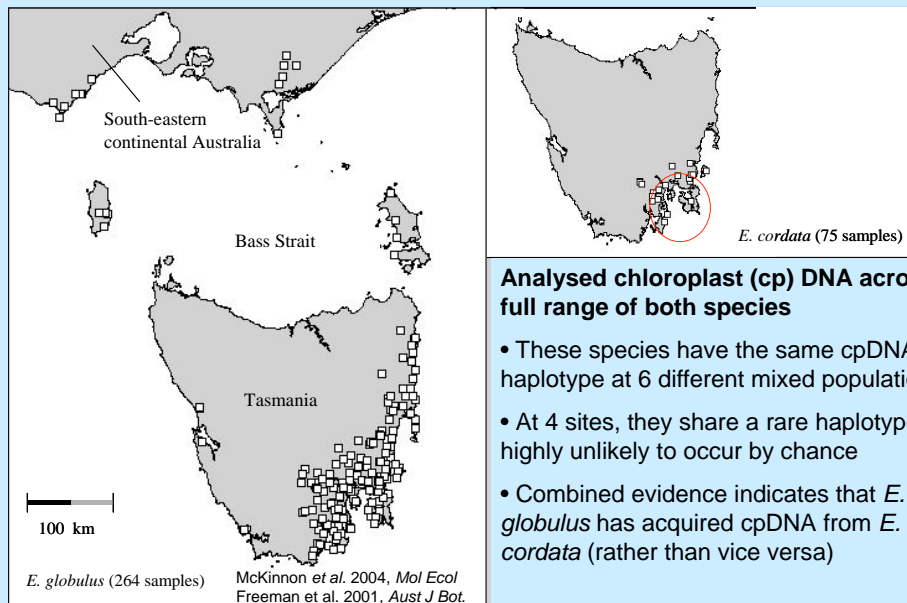 South-eastern
continental Australia
Bass Strait
Tasmania
100 km
E. globulus (264 samples)
McKinnon et al. 2004, Mol Ecol
Freeman et al. 2001, Aust J Bot.
E. cordata (75 samples)
Analysed chloroplast (cp) DNA acro
full range of both species
• These species have the same cpDNA
haplotype at 6 different mixed populati
• At 4 sites, they share a rare haplotyp
highly unlikely to occur by chance
• Combined evidence indicates that E.
globulus has acquired cpDNA from E.
cordata (rather than vice versa)